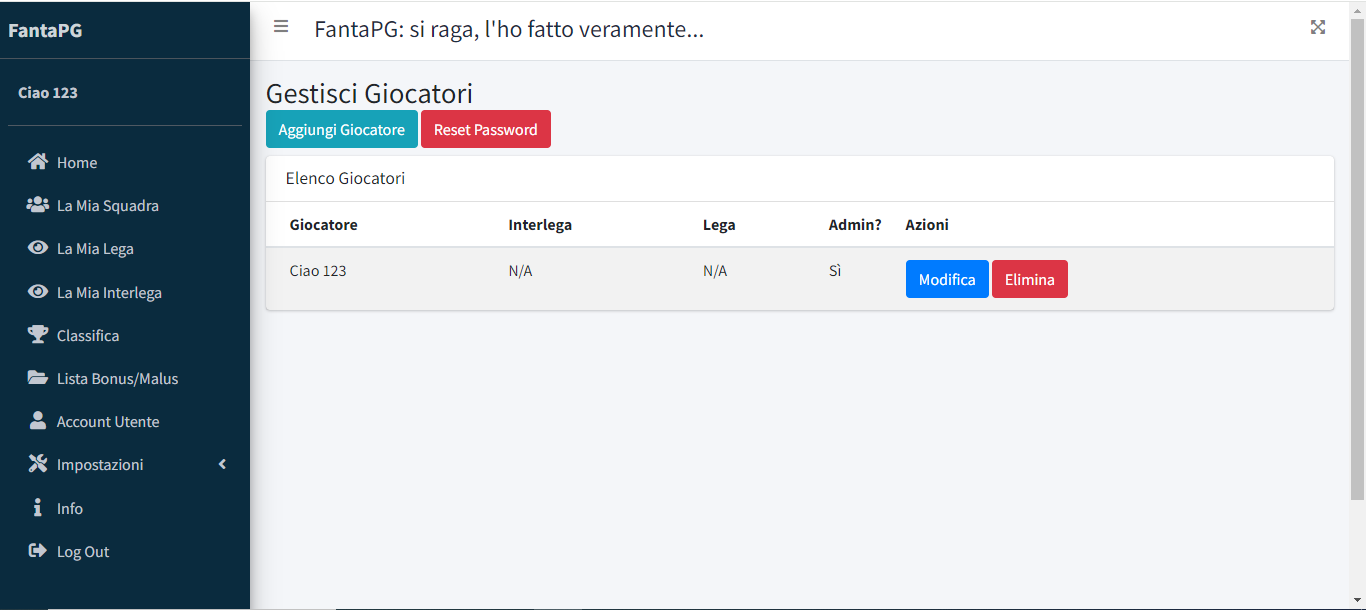 FantaPG
FantaPG: si raga, l'ho fatto veramente...
Ciao 123
Home
La Mia Squadra
La Mia Lega
La Mia Interlega
Classifica
Lista Bonus/Malus
Account Utente
Impostazioni
Info
Log Out
Gestisci Giocatori
Aggiungi Giocatore Reset Password
Elenco Giocatori
Giocatore Interlega Lega Admin? Azioni
Ciao 123 N/A N/A Sì Modifica Elimina